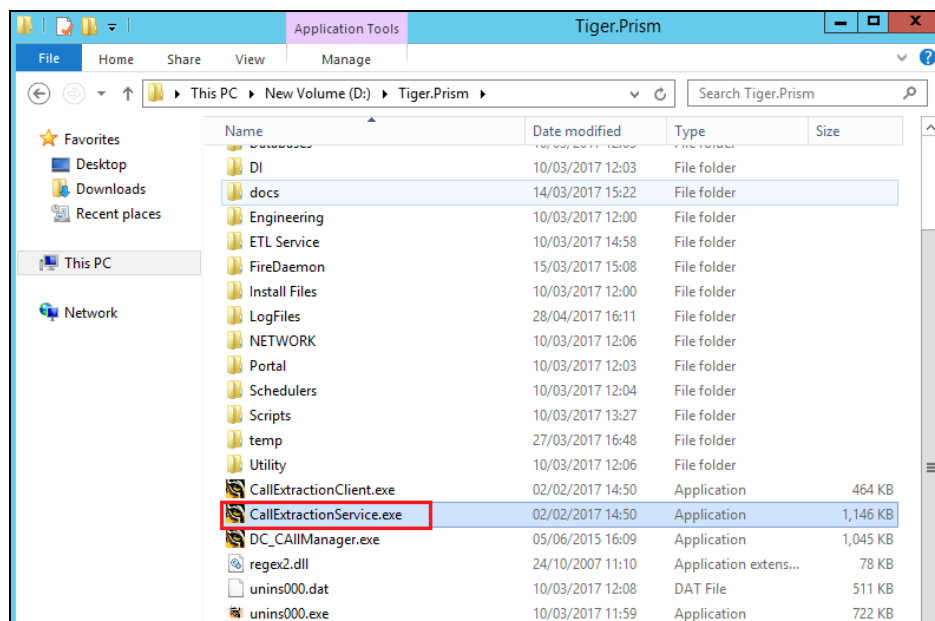 Application Tools Tiger.Prism
File Home Share View Manage
This PC New Volume (D:) Tiger.Prism Search Tiger.Prism
Name Date modified Type Size
Favorites
Desktop
Downloads
Recent places
This PC
Network
Databases 10/03/2017 12:03 File folder
DI 10/03/2017 12:03 File folder
docs 14/03/2017 15:22 File folder
Engineering 10/03/2017 12:00 File folder
ETL Service 10/03/2017 14:58 File folder
FireDaemon 15/03/2017 15:08 File folder
Install Files 10/03/2017 12:00 File folder
LogFiles 28/04/2017 16:11 File folder
NETWORK 10/03/2017 12:06 File folder
Portal 10/03/2017 12:03 File folder
Schedulers 10/03/2017 12:04 File folder
Scripts 10/03/2017 13:27 File folder
temp 27/03/2017 16:48 File folder
Utility 10/03/2017 12:06 File folder
CallExtractionClient.exe 02/02/2017 14:50 Application 464 KB
CallExtractionService.exe 02/02/2017 14:50 Application 1,146 KB
DC_CAllManager.exe 05/06/2015 16:09 Application 1,045 KB
regex2.dll 24/10/2007 11:10 Application extens... 78 KB
unins000.dat 10/03/2017 12:08 DAT File 511 KB
unins000.exe 10/03/2017 11:59 Application 722 KB